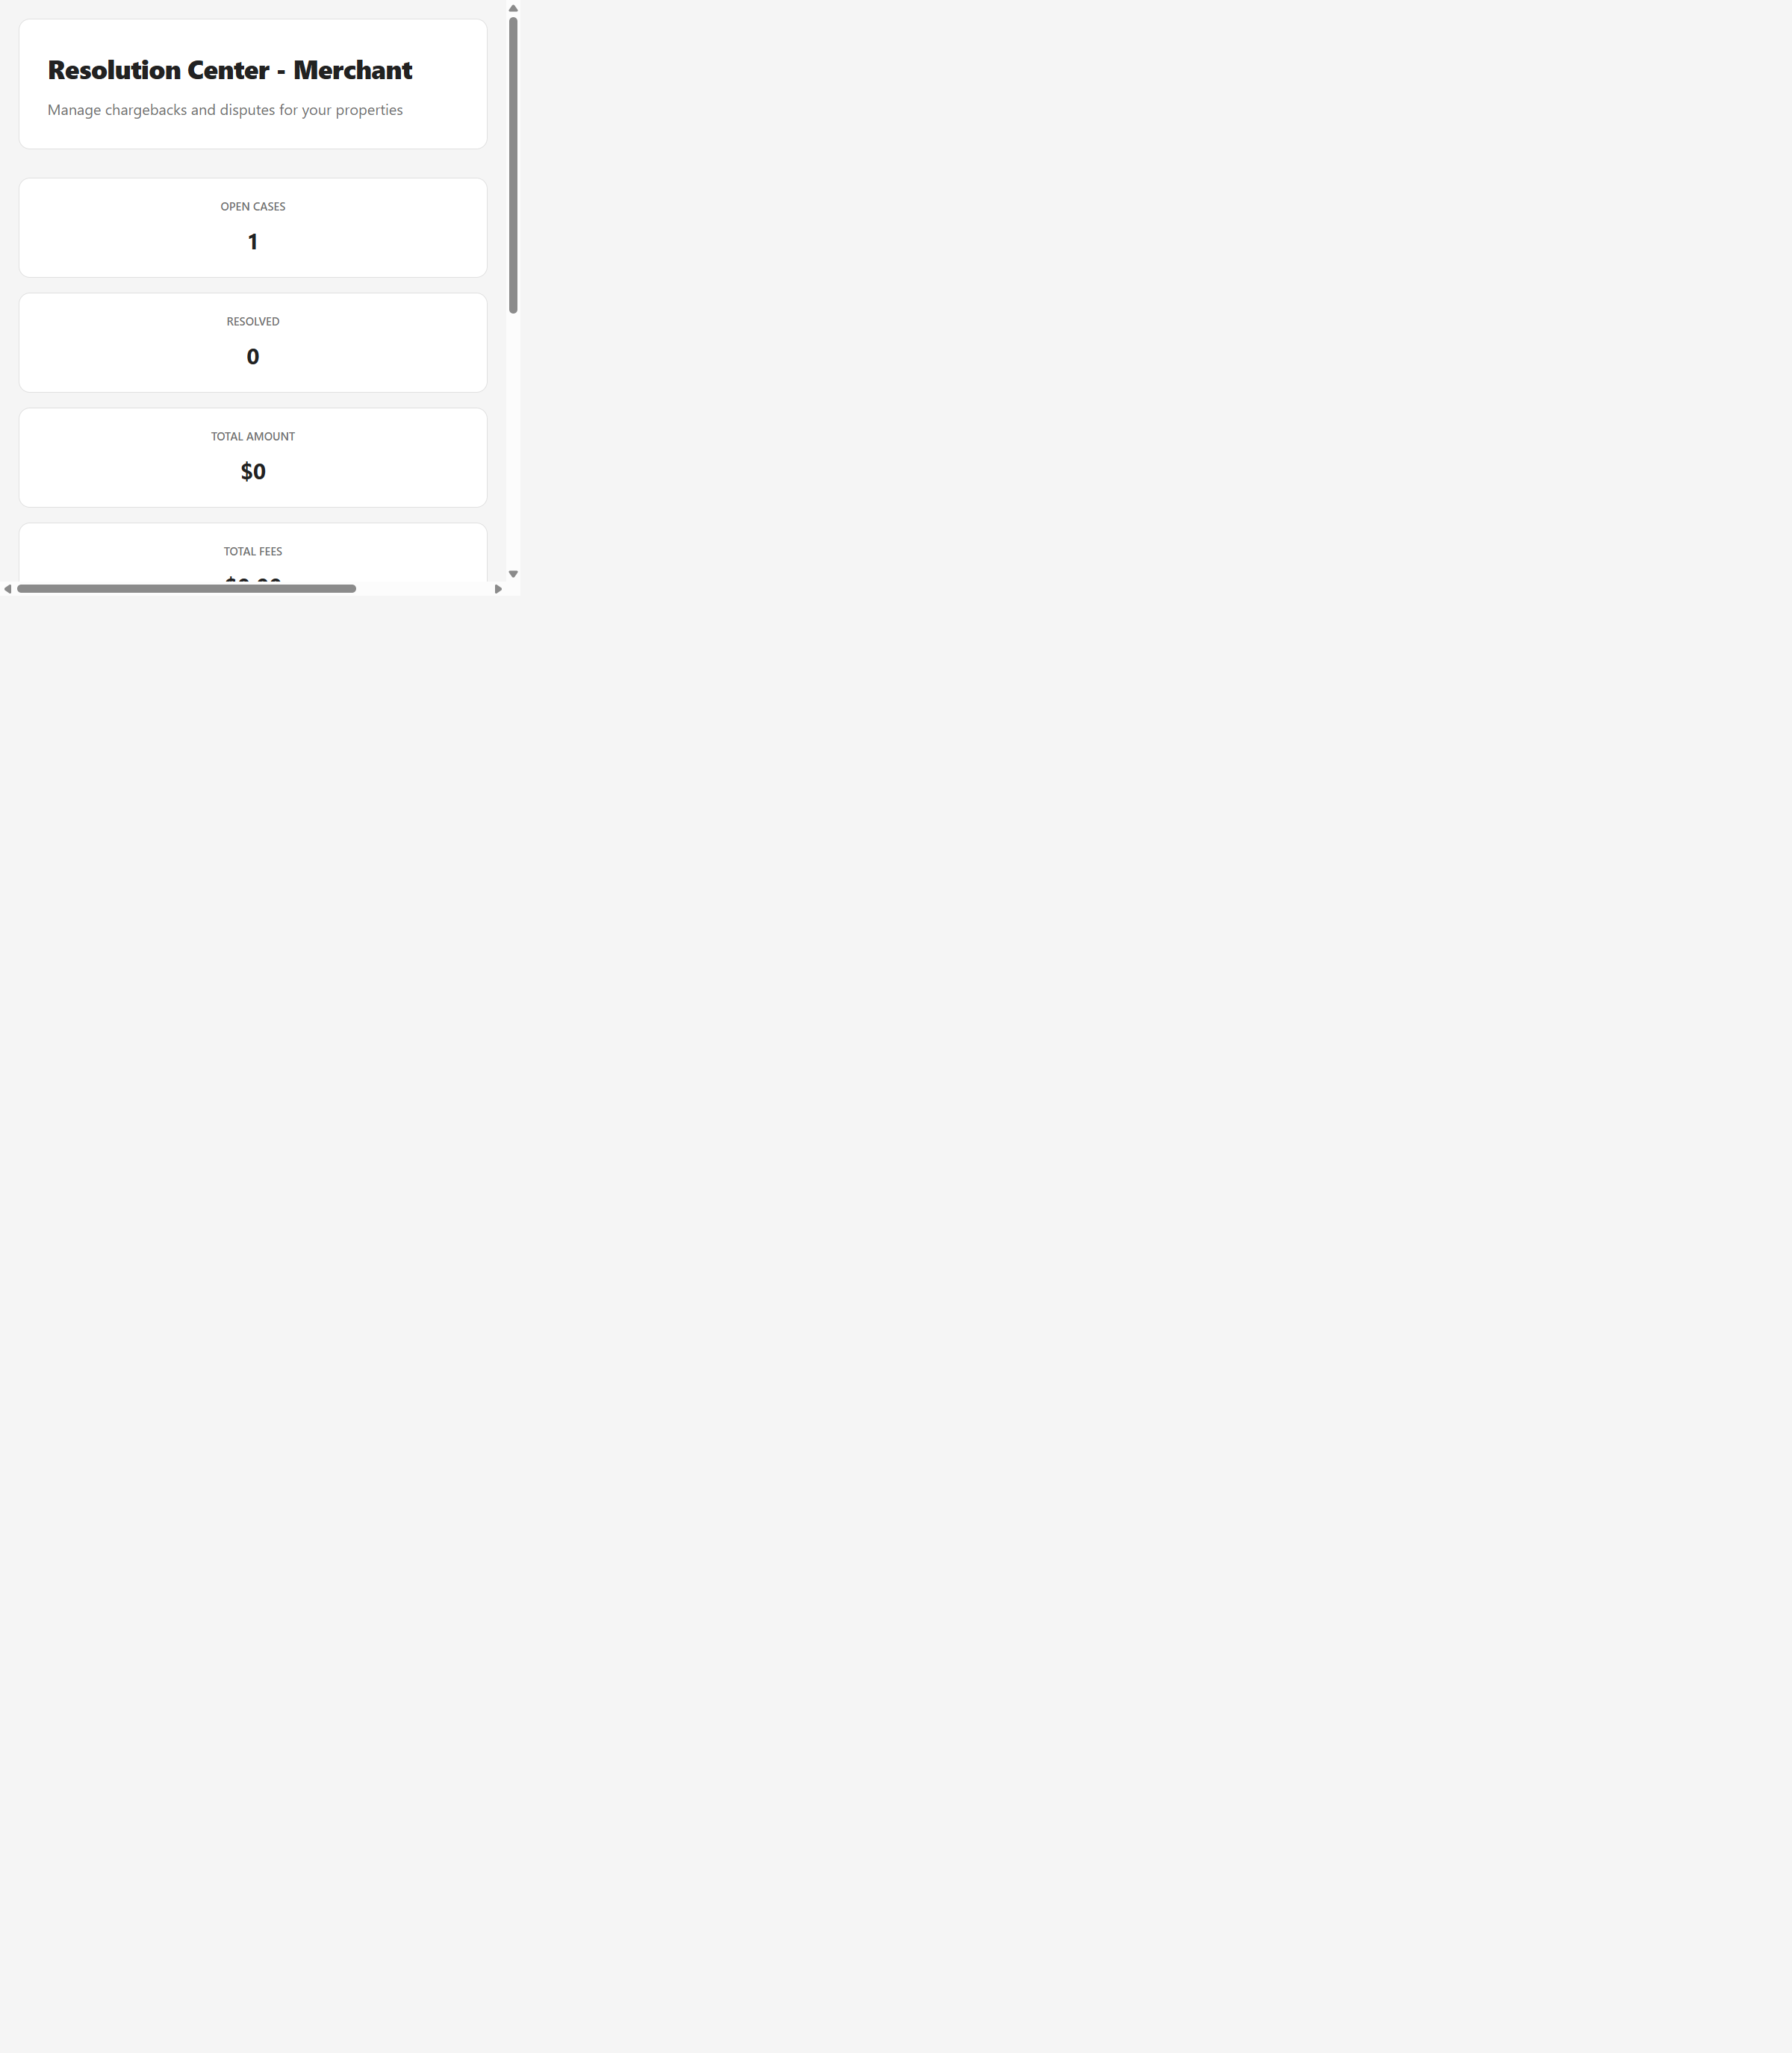 Resolution Center - Merchant
Manage chargebacks and disputes for your properties
OPEN CASES
1
RESOLVED
0
TOTAL AMOUNT
$0
TOTAL FEES